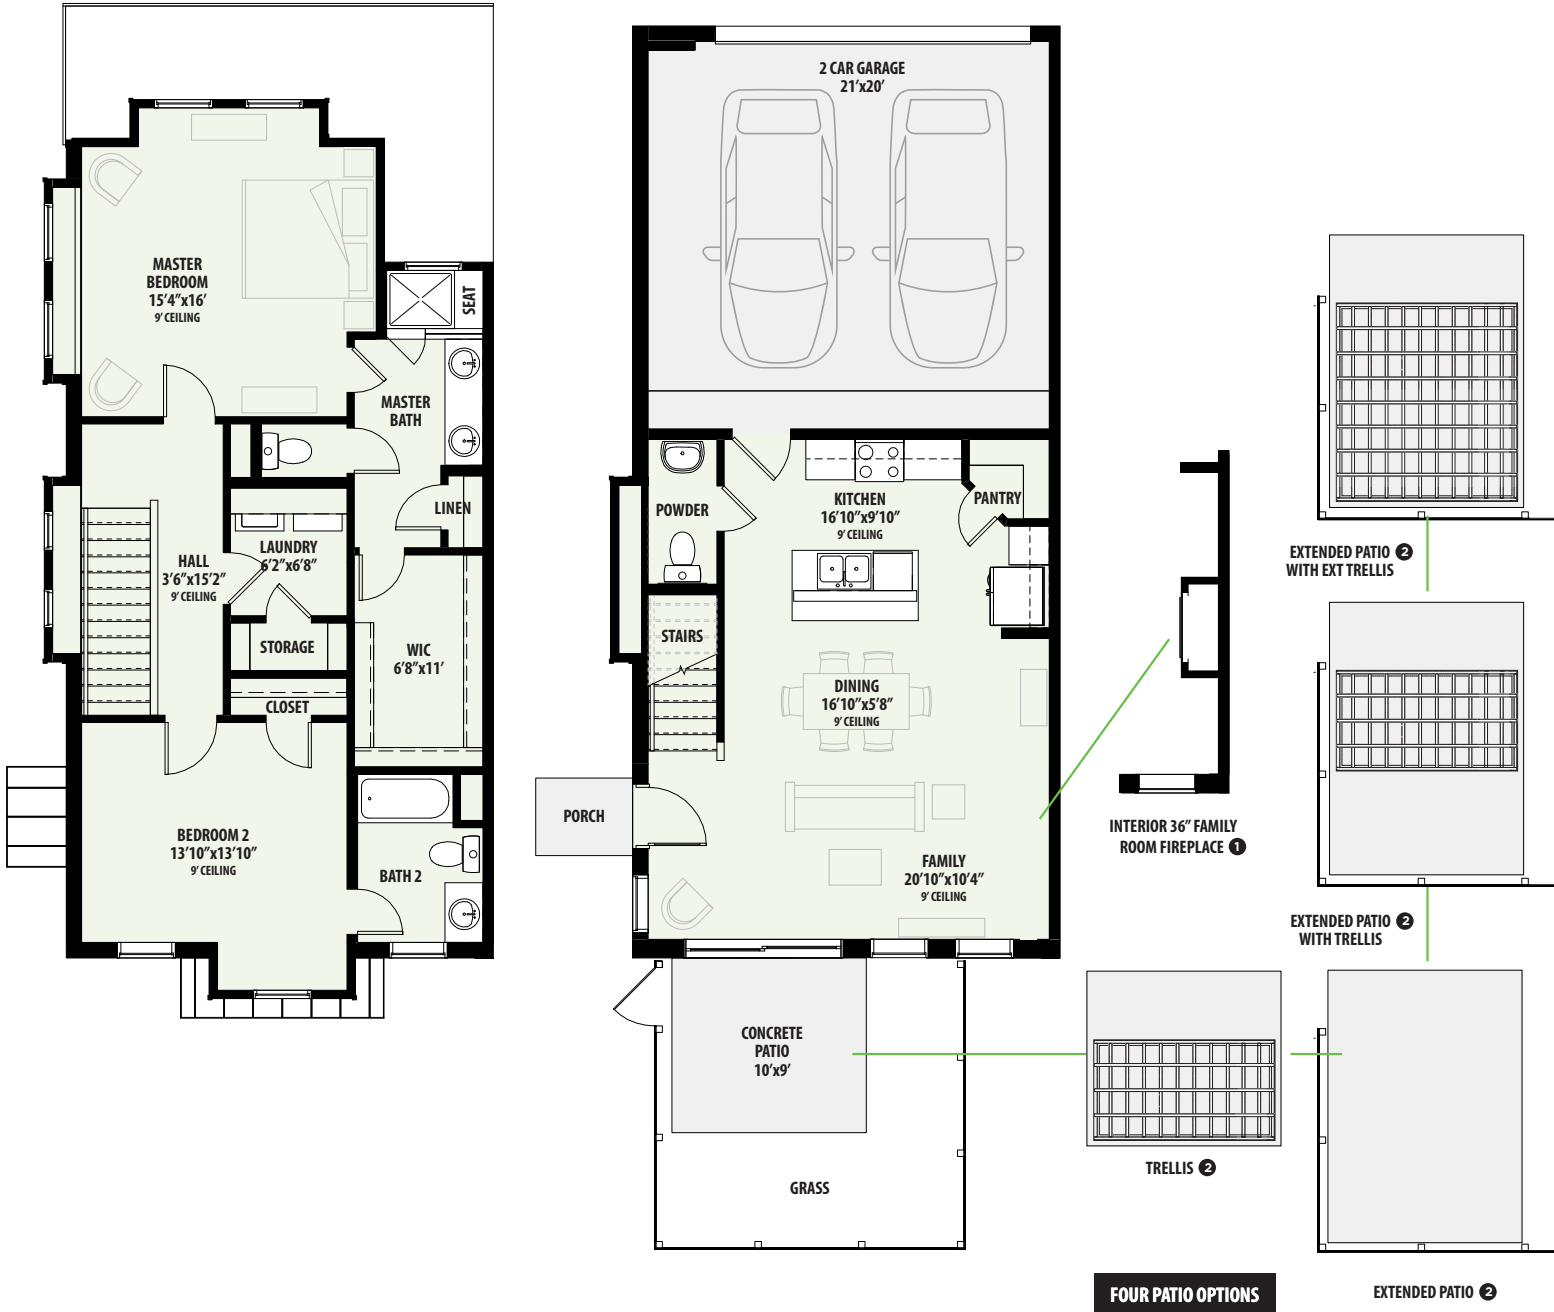 MASTER
BEDROOM
15'4"x16'
9' CEILING
SEAT
MASTER
BATH
LINEN
LAUNDRY
6'2"x6'8"
HALL
3'6"x15'2"
9' CEILING
STORAGE
WIC
6'8"x11'
CLOSET
BEDROOM 2
13'10"x13'10"
9' CEILING
BATH 2
2 CAR GARAGE
21'x20'
KITCHEN
16'10"x9'10"
9' CEILING
PANTRY
POWDER
STAIRS
DINING
16'10"x5'8"
9' CEILING
PORCH
FAMILY
20'10"x10'4"
9' CEILING
CONCRETE
PATIO
10'x9'
GRASS
INTERIOR 36" FAMILY
ROOM FIREPLACE 1
EXTENDED PATIO 2
WITH EXT TRELLIS
EXTENDED PATIO 2
WITH TRELLIS
TRELLIS 2
FOUR PATIO OPTIONS
EXTENDED PATIO 2